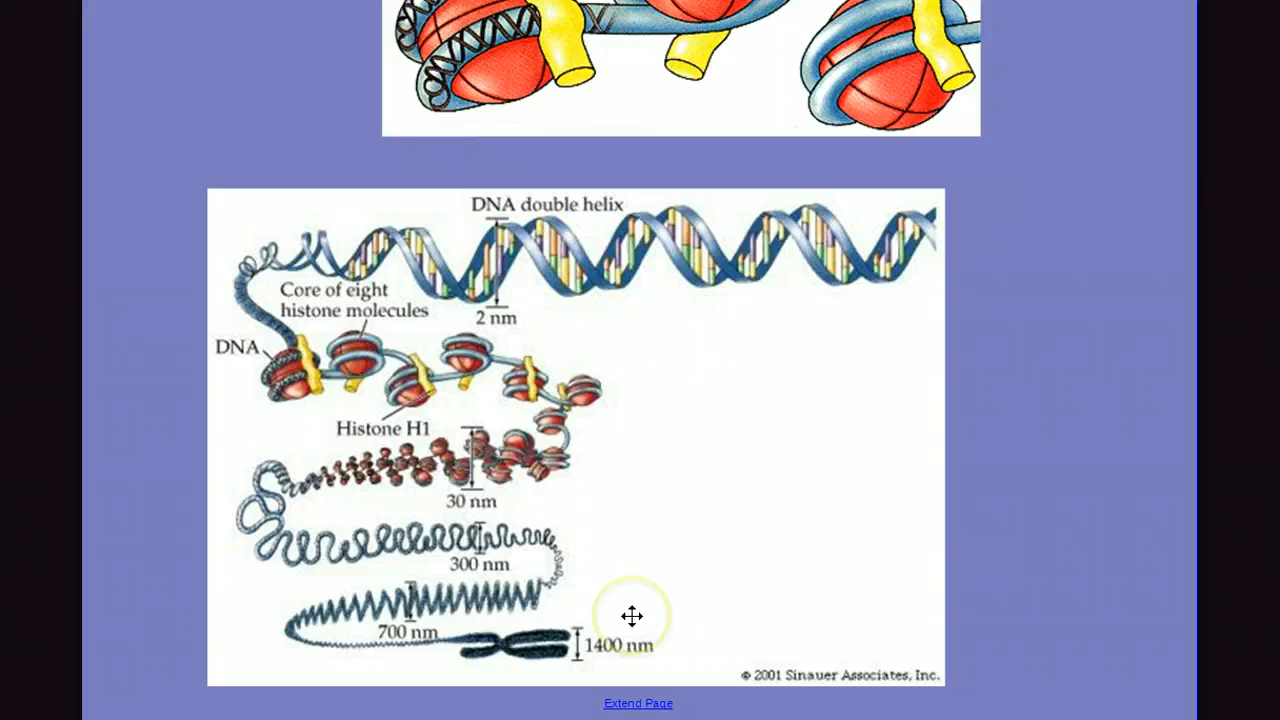 DNA double helix
Core of eight
histone molecules
2 nm
DNA
Histone H1
30 nm
300 nm
700 nm
1400 nm
© 2001 Sinauer Associates, Inc.
Extend Page